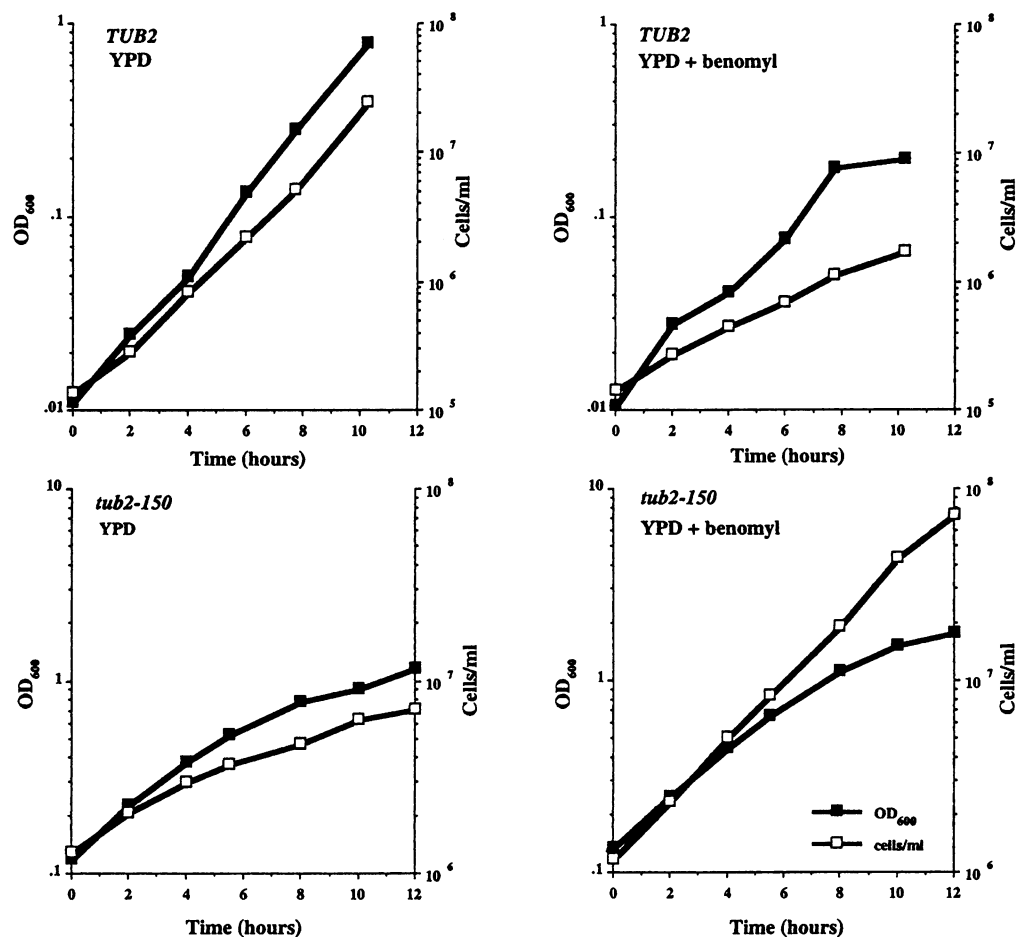 TUB2
YPD
1
.1
.01
OD600
10^8
10^7
10^6
10^5
Cells/ml
0 2 4 6 8 10 12
Time (hours)
TUB2
YPD + benomyl
1
.1
.01
OD600
10^8
10^7
10^6
10^5
Cells/ml
0 2 4 6 8 10 12
Time (hours)
tub2-150
YPD
10
1
.1
OD600
10^8
10^7
10^6
Cells/ml
0 2 4 6 8 10 12
Time (hours)
tub2-150
YPD + benomyl
10
1
.1
OD600
10^8
10^7
10^6
Cells/ml
OD600
cells/ml
0 2 4 6 8 10 12
Time (hours)